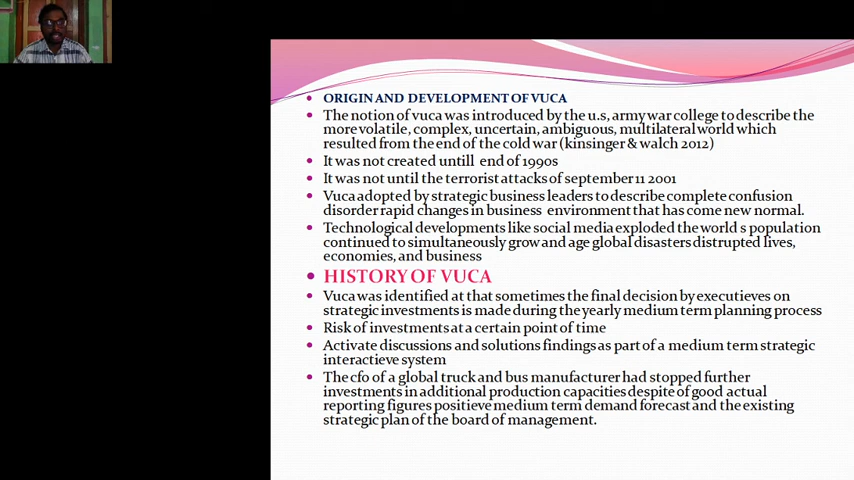 ORIGIN AND DEVELOPMENT OF VUCA
The notion of vuca was introduced by the u.s, army war college to describe the
more volatile, complex, uncertain, ambiguous, multilateral world which
resulted from the end of the cold war (kinsinger & walch 2012)
It was not created untill end of 1990s
It was not until the terrorist attacks of september 11 2001
Vuca adopted by strategic business leaders to describe complete confusion
disorder rapid changes in business environment that has come new normal.
Technological developments like social media exploded the world s population
continued to simultaneously grow and age global disasters distrupted lives,
economies, and business
HISTORY OF VUCA
Vuca was identified at that sometimes the final decision by executieves on
strategic investments is made during the yearly medium term planning process
Risk of investments at a certain point of time
Activate discussions and solutions findings as part of a medium term strategic
interactieve system
The cfo of a global truck and bus manufacturer had stopped further
investments in additional production capacities despite of good actual
reporting figures positieve medium term demand forecast and the existing
strategic plan of the board of management.